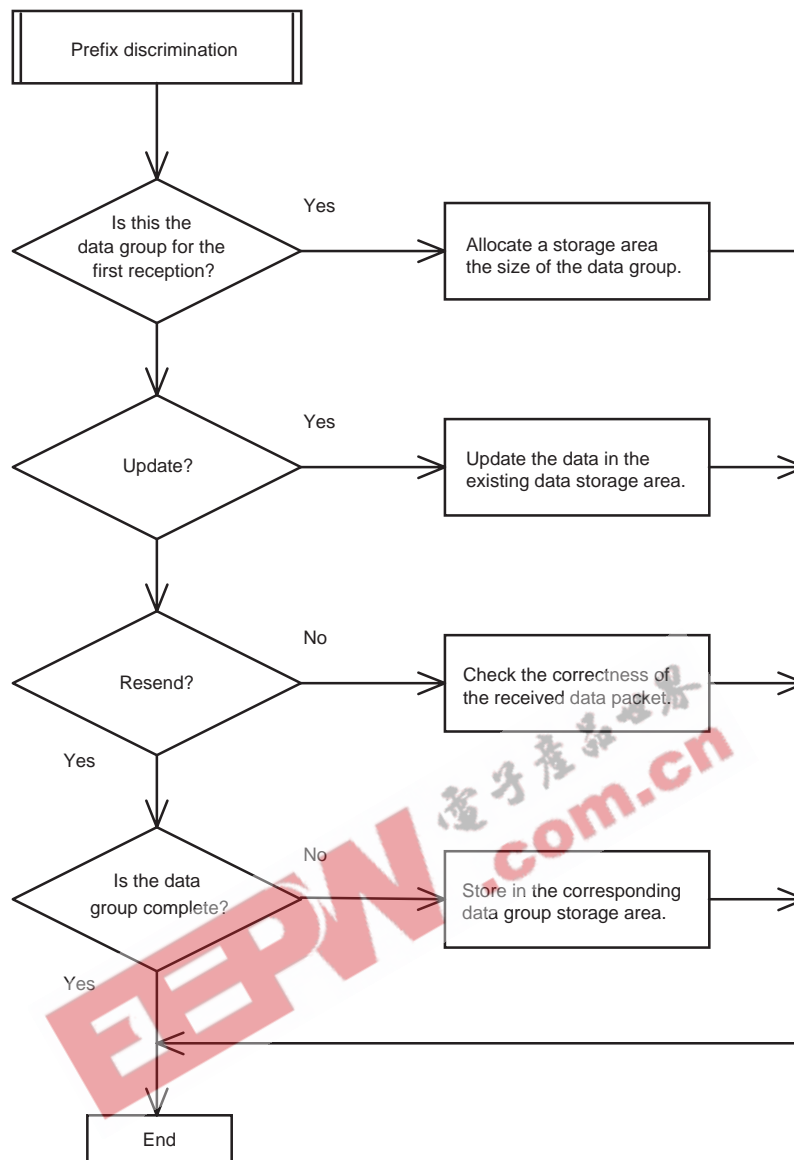 Prefix discrimination
Is this the
data group for the
first reception?
Yes
Allocate a storage area
the size of the data group.
Update?
Yes
Update the data in the
existing data storage area.
Resend?
No
Check the correctness of
the received data packet.
Yes
Is the data
group complete?
No
Store in the corresponding
data group storage area.
Yes
End
EEPW
電子產品世界
.com.cn